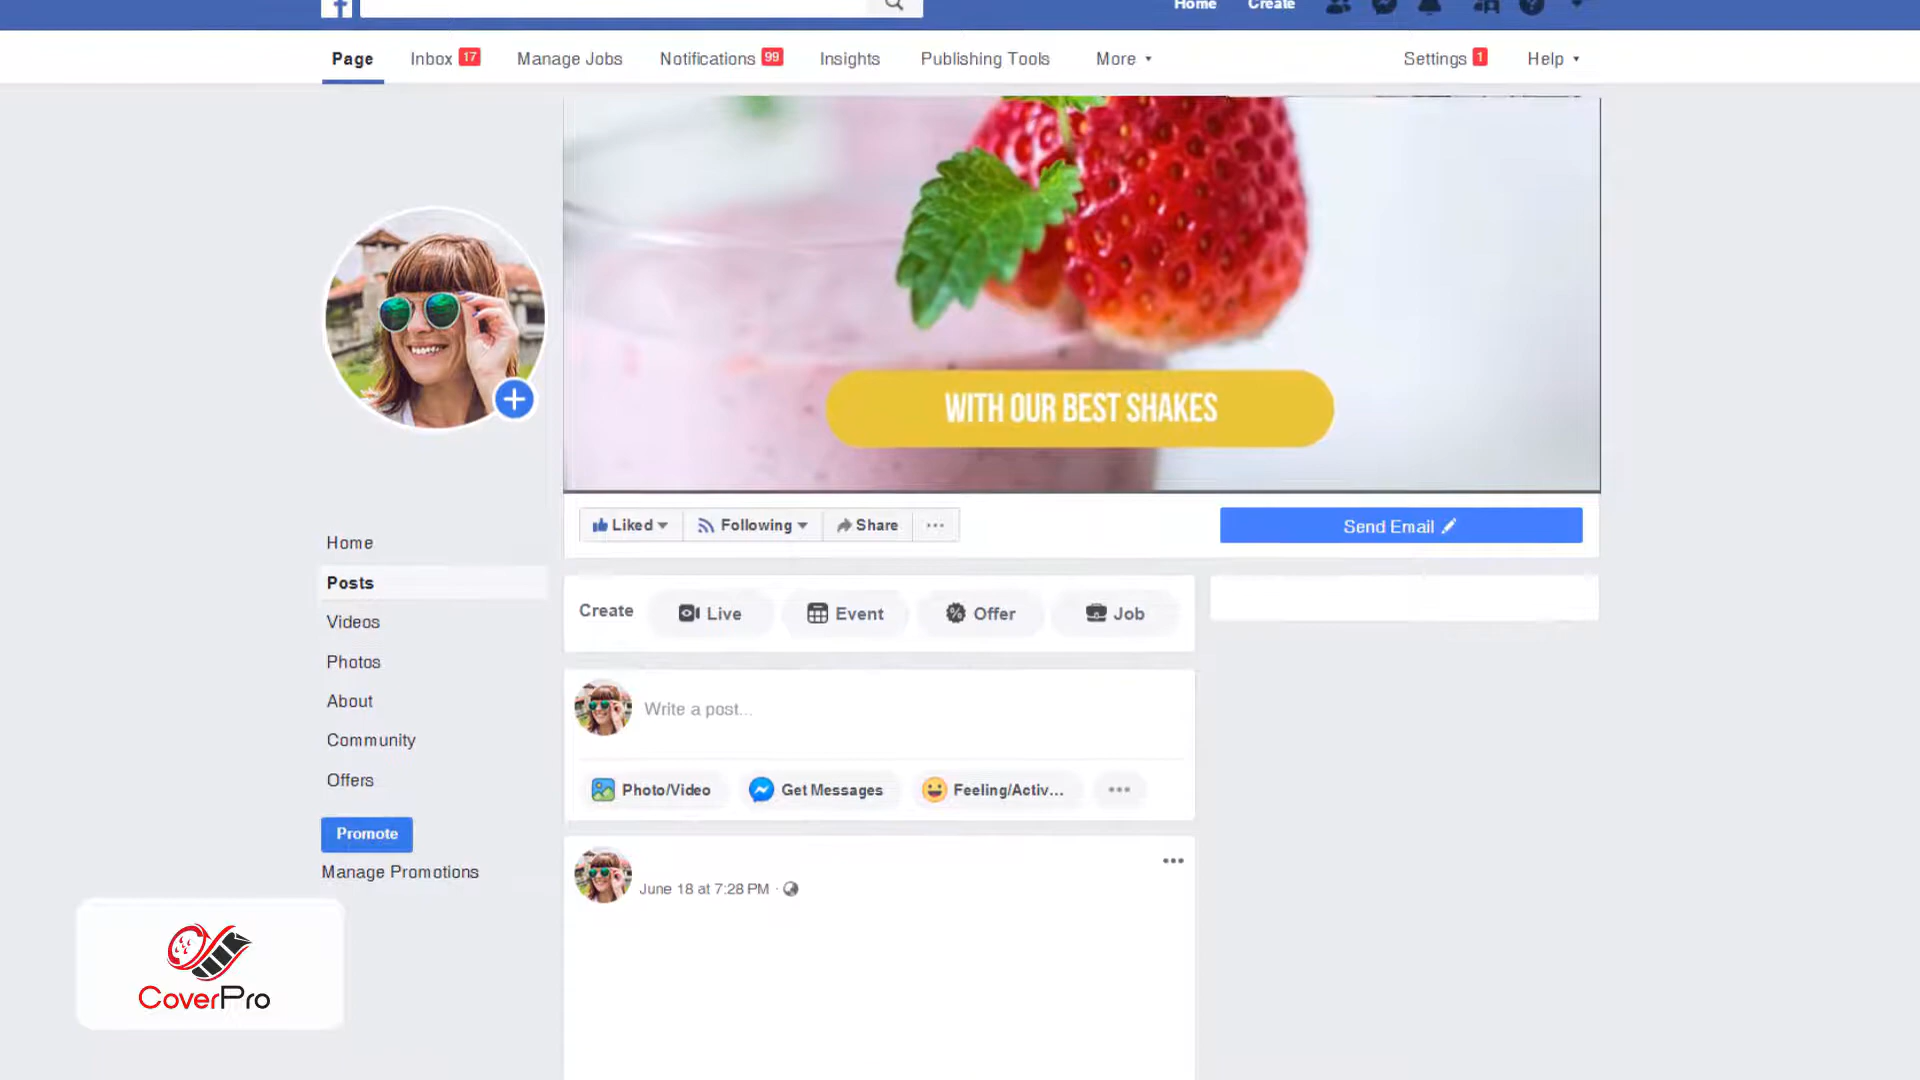 Home Create
Page Inbox 17 Manage Jobs Notifications 99 Insights Publishing Tools More Settings 1 Help
WITH OUR BEST SHAKES
Liked Following Share ... Send Email
Home
Posts
Videos
Photos
About
Community
Offers
Promote
Manage Promotions
Create Live Event Offer Job
Write a post...
Photo/Video Get Messages Feeling/Activ... ...
June 18 at 7:28 PM ·
CoverPro